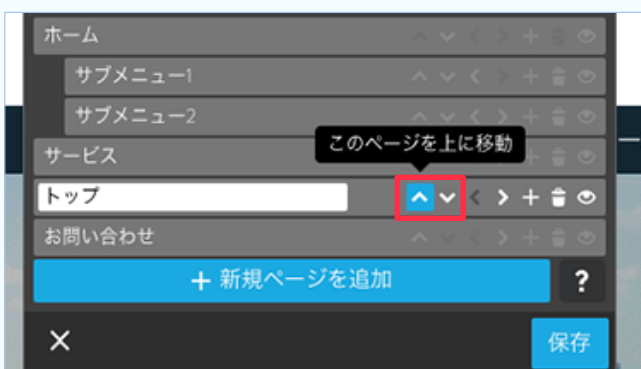 ホーム
サブメニュー1
サブメニュー2
このページを上に移動
サービス
トップ
お問い合わせ
+ 新規ページを追加
?
× 保存